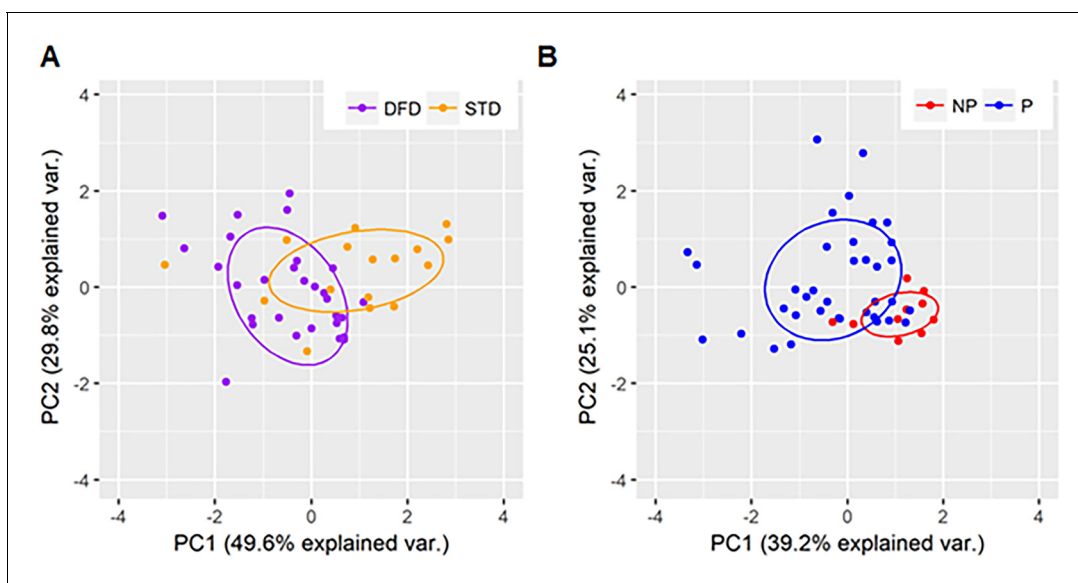 A
DFD STD
4
2
0
-2
-4
-4 -2 0 2 4
PC2 (29.8% explained var.)
PC1 (49.6% explained var.)
B
NP P
4
2
0
-2
-4
-4 -2 0 2 4
PC2 (25.1% explained var.)
PC1 (39.2% explained var.)